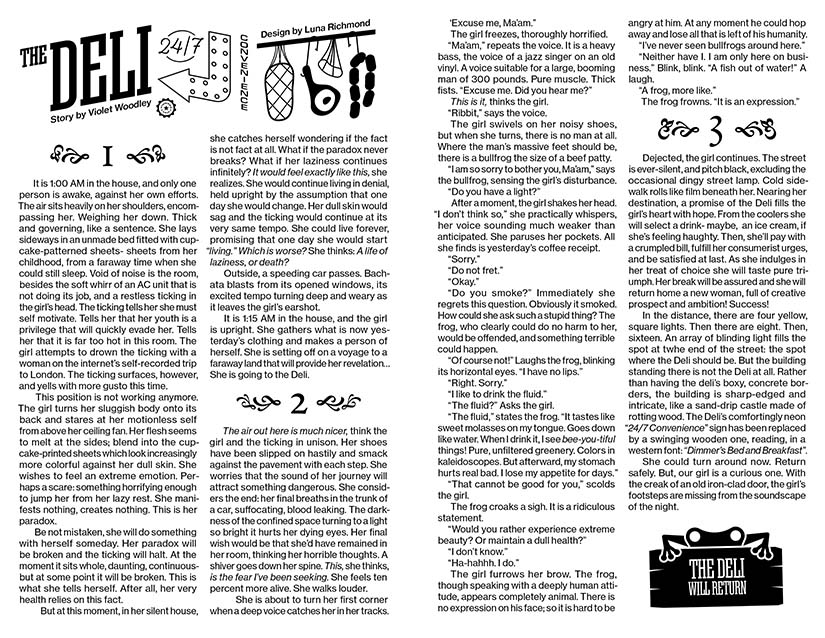 THE DELI
24/7
CONVENIENCE
Design by Luna Richmond
Story by Violet Woodley
1
It is 1:00 AM in the house, and only one
person is awake, against her own efforts.
The air sits heavily on her shoulders, encom-
passing her. Weighing her down. Thick
and governing, like a sentence. She lays
sideways in an unmade bed fitted with cup-
cake-patterned sheets- sheets from her
childhood, from a faraway time when she
could still sleep. Void of noise is the room,
besides the soft whirr of an AC unit that is
not doing its job, and a restless ticking in
the girl's head. The ticking tells her she must
self motivate. Tells her that her youth is a
privilege that will quickly evade her. Tells
her that it is far too hot in this room. The
girl attempts to drown the ticking with a
woman on the internet's self-recorded trip
to London. The ticking surfaces, however,
and yells with more gusto this time.
This position is not working anymore.
The girl turns her sluggish body onto its
back and stares at her motionless self
from above her ceiling fan. Her flesh seems
to melt at the sides; blend into the cup-
cake-printed sheets which look increasingly
more colorful against her dull skin. She
wishes to feel an emotion. Any emotion. Per-
haps a scare: something horrifying enough
to jump her from her lazy rest. She mani-
fests nothing, creates nothing. This is her
paradox.
Be not mistaken, she will do something
with herself someday. Her paradox will
be broken and the ticking will halt. At the
moment it sits whole, daunting, continuous-
but at some point it will be broken. This is
what she tells herself. After all, her very
health relies on this fact.
But at this moment, in her silent house,
she catches herself wondering if the fact
is not fact at all. What if the paradox never
breaks? What if her laziness continues
infinitely? It would feel exactly like this, she
realizes. She would continue living in denial,
held upright by the assumption that one
day she would change. Her dull skin would
sag and the ticking would continue at its
very same tempo. She could live forever,
promising that one day she would start
"living." Which is worse? She thinks: A life of
laziness, or death?
Outside, a speeding car passes. Bach-
ata blasts from its opened windows, its
excited tempo turning deep and weary as
it leaves the girl's earshot.
It is 1:15 AM in the house, and the girl
is upright. She gathers what is now yes-
terday's clothing and makes a person of
herself. She is setting off on a voyage to a
faraway land that will provide her revelation...
She is going to the Deli.
2
The air out here is much nicer, think the
girl and the ticking in unison. Her shoes
have been slipped on hastily and smack
against the pavement with each step. She
worries that the sound of her journey will
attract something dangerous. She consid-
ers the end: her final breaths in the trunk of
a car, suffocating, blood leaking. The dark-
ness of the confined space turning to a light
so bright it hurts her dying eyes. Her final
wish would be that she'd have remained in
her room, thinking her horrible thoughts. A
shiver goes down her spine. This, she thinks,
is the fear I've been seeking. She feels ten
percent more alive. She walks louder.
She is about to turn her first corner
when a deep voice catches her in her tracks.
'Excuse me, Ma'am."
The girl freezes, thoroughly horrified.
"Ma'am," repeats the voice. It is a heavy
bass, the voice of a jazz singer on an old
vinyl. A voice suitable for a large, booming
man of 300 pounds. Pure muscle. Thick
fists. "Excuse me. Did you hear me?"
This is it, thinks the girl.
"Ribbit," says the voice.
The girl swivels on her noisy shoes,
but when she turns, there is no man at all.
Where the man's massive feet should be,
there is a bullfrog the size of a beef patty.
"I am so sorry to bother you, Ma'am," says
the bullfrog, sensing the girl's disturbance.
"Do you have a light?"
After a moment, the girl shakes her head.
"I don't think so," she practically whispers,
her voice sounding much weaker than
anticipated. She paruses her pockets. All
she finds is yesterday's coffee receipt.
"Sorry."
"Do not fret."
"Okay."
"Do you smoke?" Immediately she
regrets this question. Obviously it smoked.
How could she ask such a stupid thing? The
frog, who clearly could do no harm to her,
would be offended, and something terrible
could happen.
"Of course not!" Laughs the frog, blinking
its horizontal eyes. "I have no lips."
"Right. Sorry."
"I like to drink the fluid."
"The fluid?" Asks the girl.
"The fluid," states the frog. "It tastes like
sweet molasses on my tongue. Goes down
like water. When I drink it, I see bee-you-tiful
things! Pure, unfiltered greenery. Colors in
kaleidoscopes. But afterward, my stomach
hurts real bad. I lose my appetite for days."
"That cannot be good for you," scolds
the girl.
The frog croaks a sigh. It is a ridiculous
statement.
"Would you rather experience extreme
beauty? Or maintain a dull health?"
"I don't know."
"Ha-hahhh. I do."
The girl furrows her brow. The frog,
though speaking with a deeply human atti-
tude, appears completely animal. There is
no expression on his face; so it is hard to be
angry at him. At any moment he could hop
away and lose all that is left of his humanity.
"I've never seen bullfrogs around here."
"Neither have I. I am only here on busi-
ness." Blink, blink. "A fish out of water!" A
laugh.
"A frog, more like."
The frog frowns. "It is an expression."
3
Dejected, the girl continues. The street
is ever-silent, and pitch black, excluding the
occasional dingy street lamp. Cold side-
walk rolls like film beneath her. Nearing her
destination, a promise of the Deli fills the
girl's heart with hope. From the coolers she
will select a drink- maybe, an ice cream, if
she's feeling haughty. Then, she'll pay with
a crumpled bill, fulfill her consumerist urges,
and be satisfied at last. As she indulges in
her treat of choice she will taste pure tri-
umph. Her break will be assured and she will
return home a new woman, full of creative
prospect and ambition! Success!
In the distance, there are four yellow,
square lights. Then there are eight. Then,
sixteen. An array of blinding light fills the
spot at twhe end of the street: the spot
where the Deli should be. But the building
standing there is not the Deli at all. Rather
than having the deli's boxy, concrete bor-
ders, the building is sharp-edged and
intricate, like a sand-drip castle made of
rotting wood. The Deli's comfortingly neon
"24/7 Convenience" sign has been replaced
by a swinging wooden one, reading, in a
western font: "Dimmer's Bed and Breakfast".
She could turn around now. Return
safely. But, our girl is a curious one. With
the creak of an old iron-clad door, the girl's
footsteps are missing from the soundscape
of the night.
THE DELI
WILL RETURN